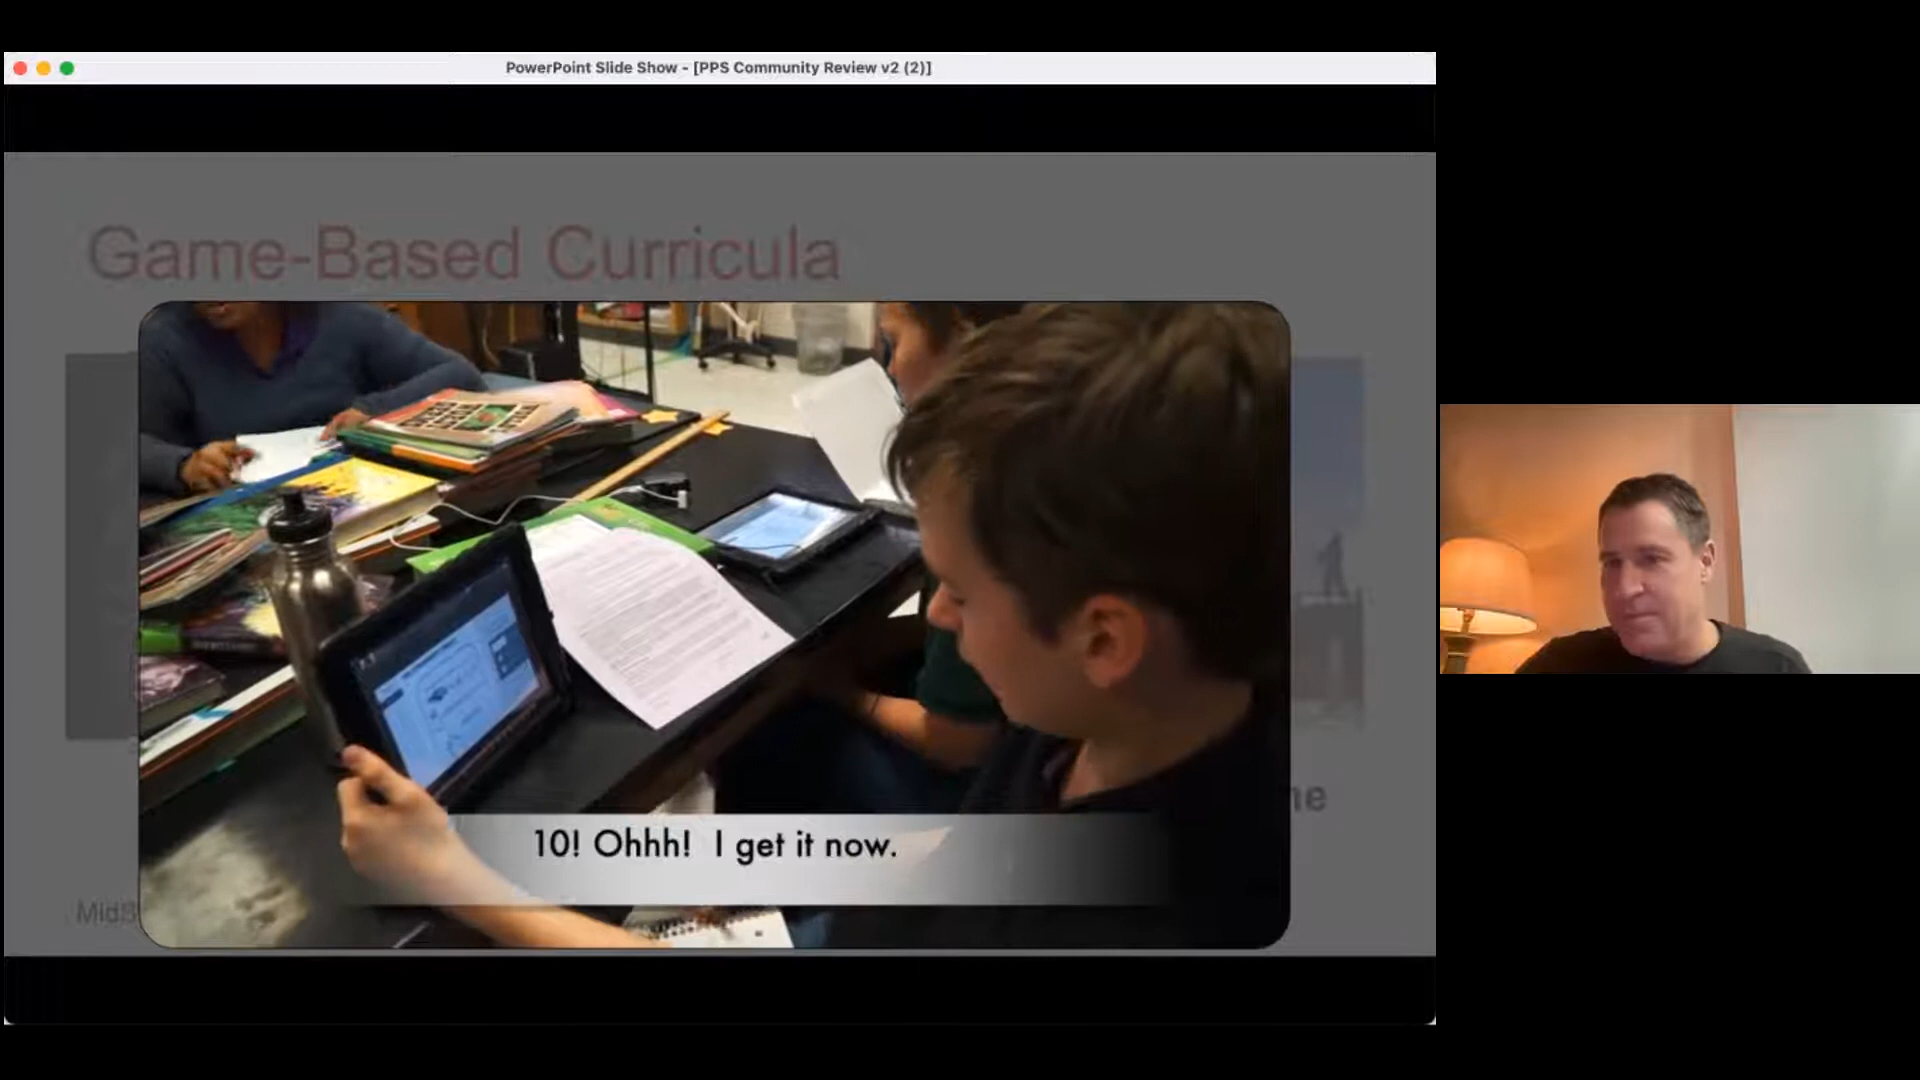 PowerPoint Slide Show - [PPS Community Review v2 (2)]
Game-Based Curricula
10! Ohhh!  I get it now.